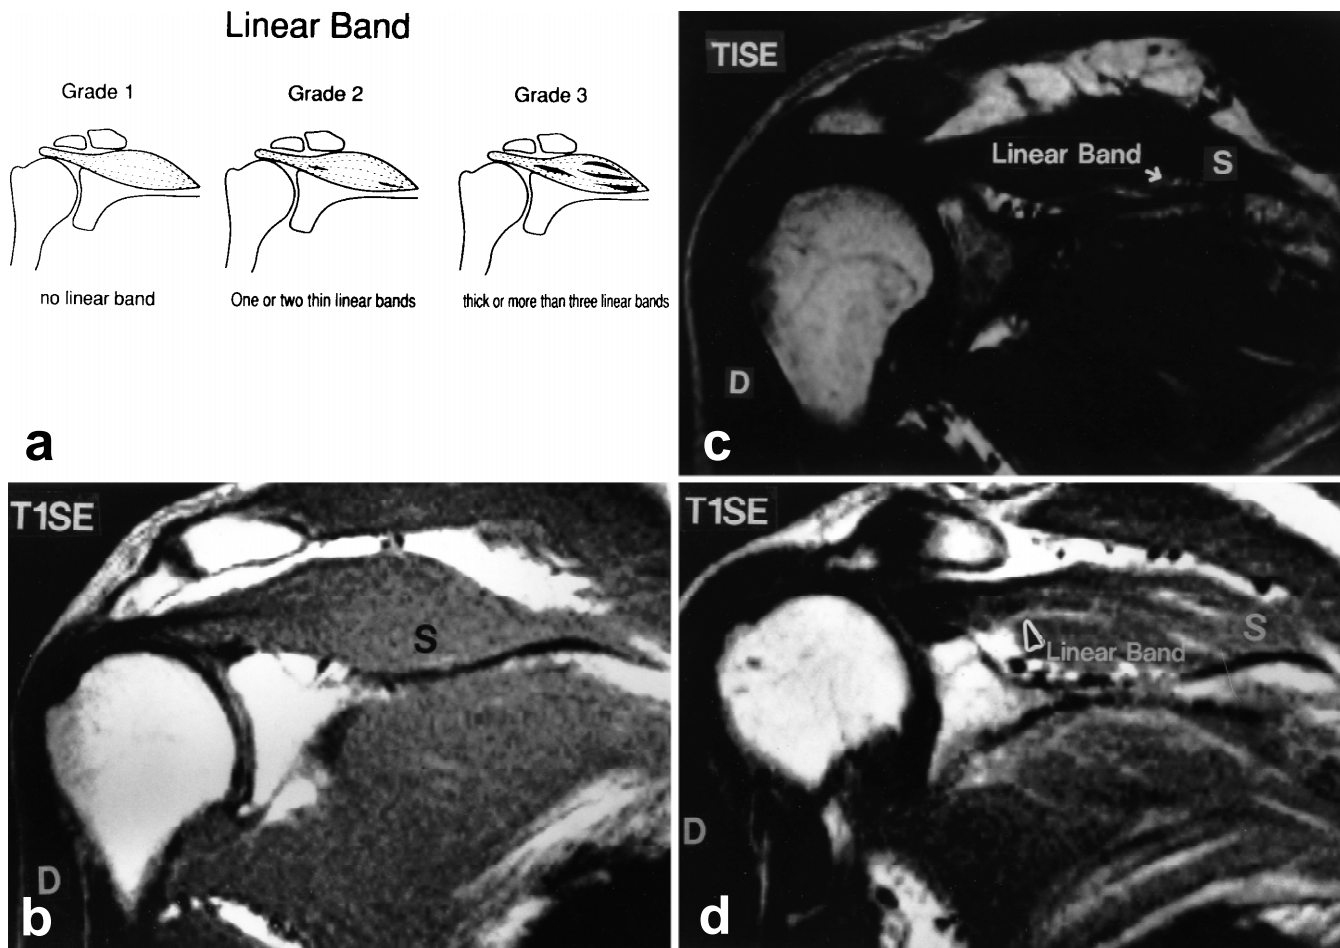 Linear Band
Grade 1
Grade 2
Grade 3
no linear band
One or two thin linear bands
thick or more than three linear bands
a
T1SE
Linear Band
S
D
c
T1SE
S
D
b
T1SE
Linear Band
S
D
d